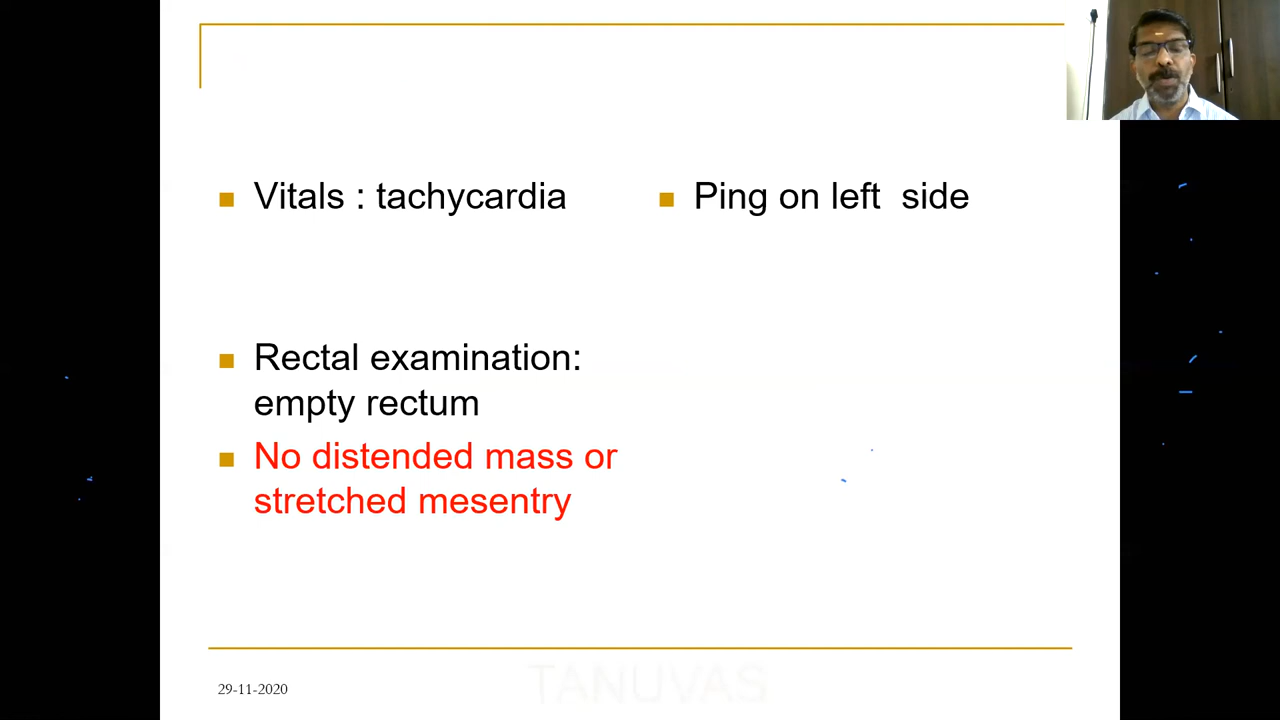 Vitals : tachycardia
Ping on left  side
Rectal examination:
empty rectum
No distended mass or
stretched mesentry
29-11-2020
TANUVAS